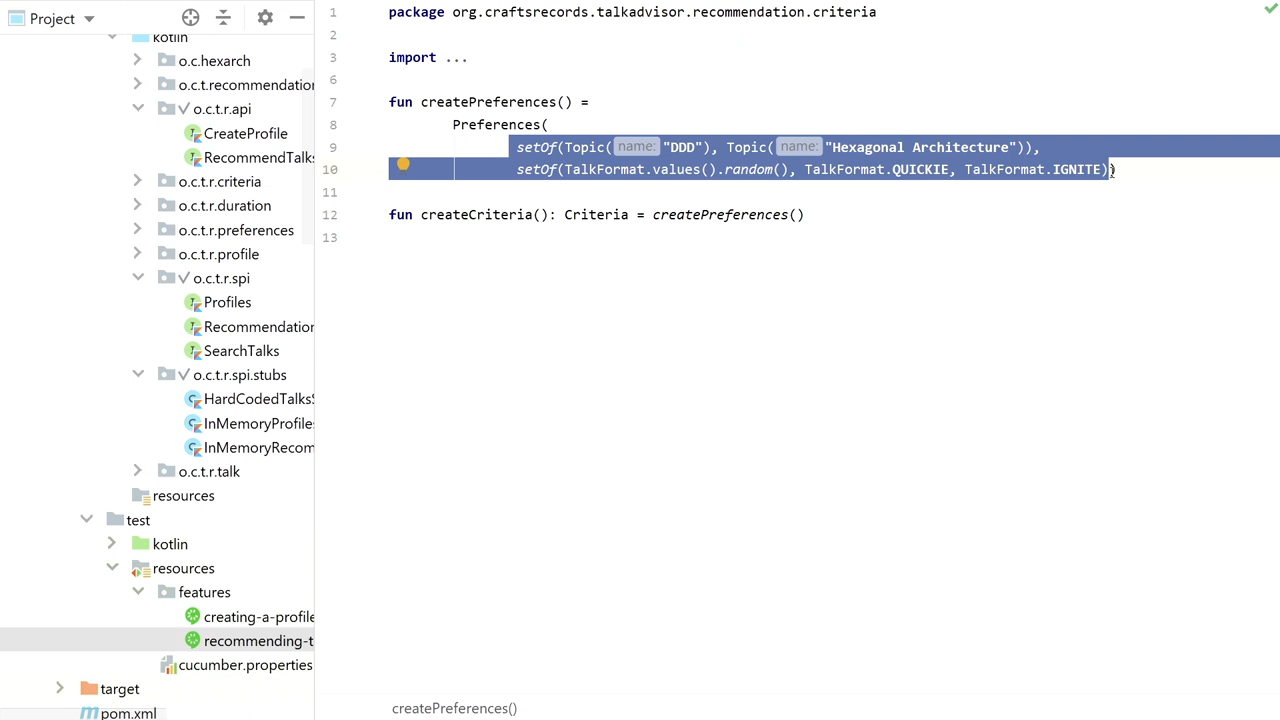 Project
kotlin
o.c.hexarch
o.c.t.recommendation
o.c.t.r.api
CreateProfile
RecommendTalks
o.c.t.r.criteria
o.c.t.r.duration
o.c.t.r.preferences
o.c.t.r.profile
o.c.t.r.spi
Profiles
Recommendation
SearchTalks
o.c.t.r.spi.stubs
HardCodedTalksS
InMemoryProfiles
InMemoryRecom
o.c.t.r.talk
resources
test
kotlin
resources
features
creating-a-profile
recommending-t
cucumber.properties
target
pom.xml
1 package org.craftsrecords.talkadvisor.recommendation.criteria
2
3 import ...
6
7 fun createPreferences() =
8 Preferences(
9 setOf(Topic( name: "DDD"), Topic( name: "Hexagonal Architecture")),
10 setOf(TalkFormat.values().random(), TalkFormat.QUICKIE, TalkFormat.IGNITE))
11
12 fun createCriteria(): Criteria = createPreferences()
13
createPreferences()